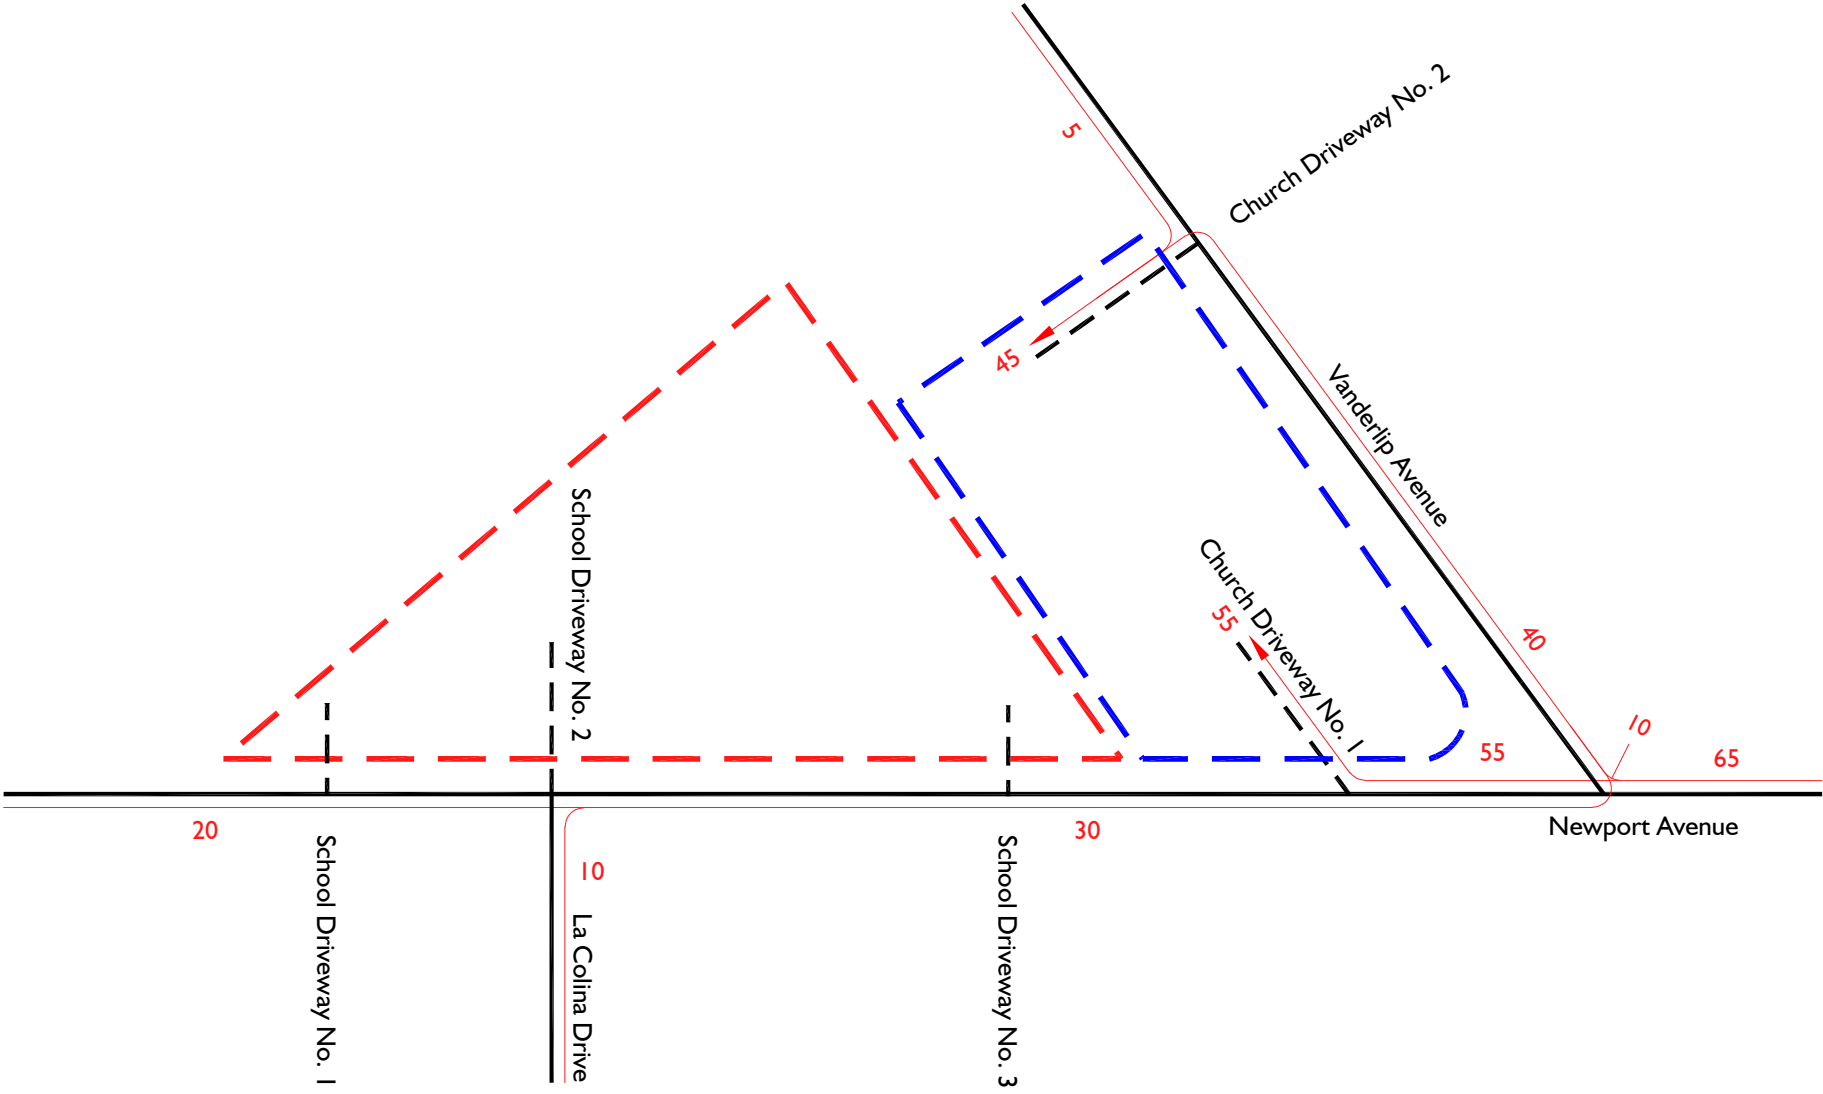 Church Driveway No. 2
5
45
Vanderlip Avenue
School Driveway No. 2
Church Driveway No. 1
55
40
10
55
65
20
30
Newport Avenue
10
School Driveway No. 1
La Colina Drive
School Driveway No. 3